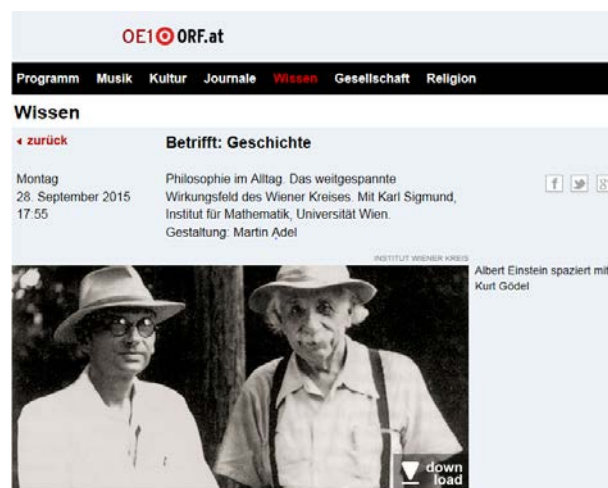 OE1 ORF.at
Programm Musik Kultur Journale Wissen Gesellschaft Religion
Wissen
zurück
Betrifft: Geschichte
Montag
28. September 2015
17:55
Philosophie im Alltag. Das weitgespannte
Wirkungsfeld des Wiener Kreises. Mit Karl Sigmund,
Institut für Mathematik, Universität Wien.
Gestaltung: Martin Adel
INSTITUT WIENER KREIS
Albert Einstein spaziert mit
Kurt Gödel
down
load